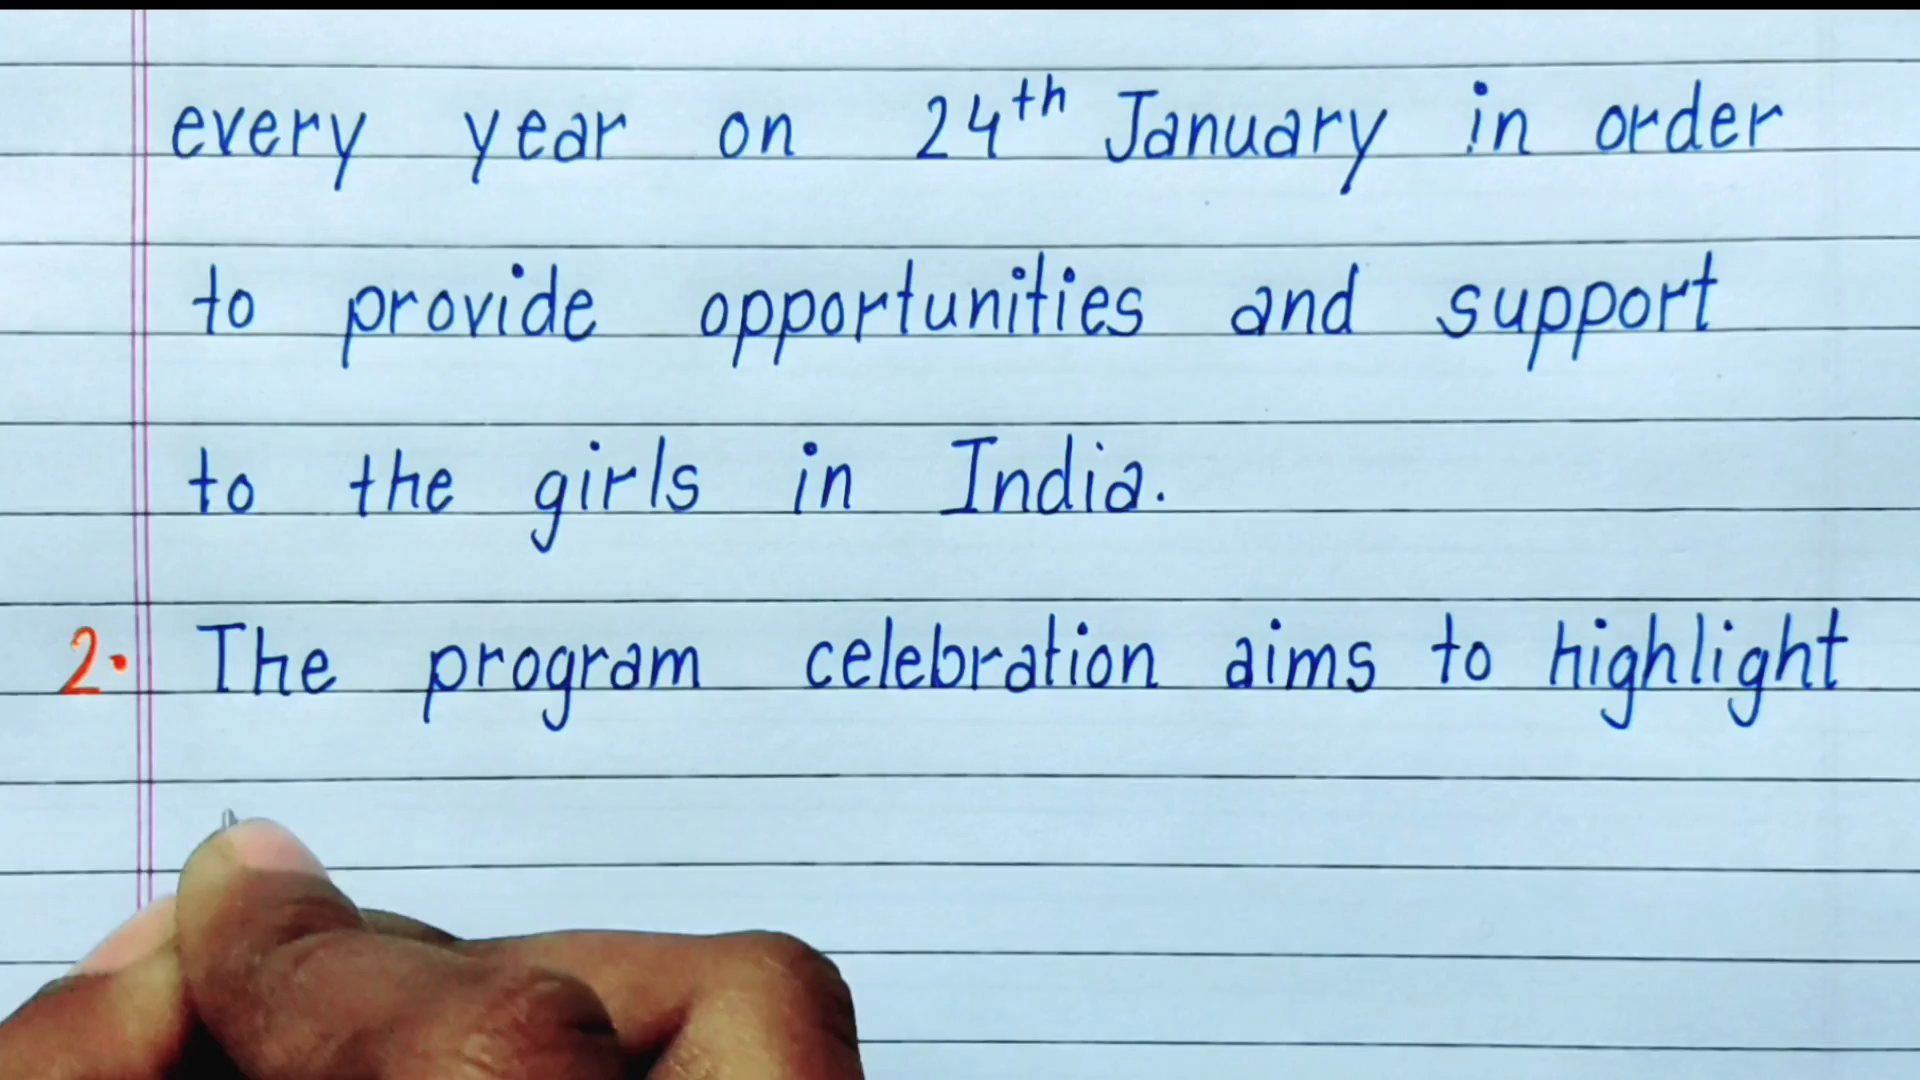 every year on 24th January in order
to provide opportunities and support
to the girls in India.
2. The program celebration aims to highlight